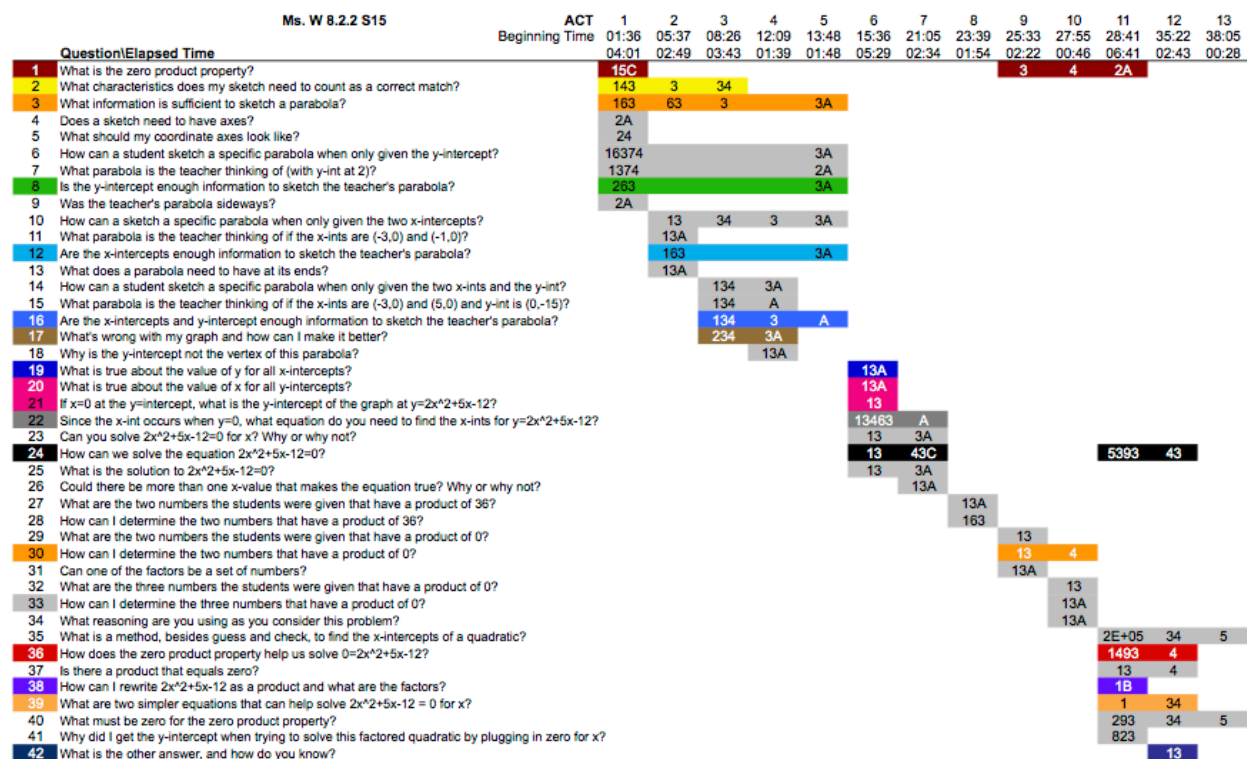 Ms. W 8.2.2 S15 ACT 1 2 3 4 5 6 7 8 9 10 11 12 13
Beginning Time 01:36 05:37 08:26 12:09 13:48 15:36 21:05 23:39 25:33 27:55 28:41 35:22 38:05
Question\Elapsed Time 04:01 02:49 03:43 01:39 01:48 05:29 02:34 01:54 02:22 00:46 06:41 02:43 00:28
1 What is the zero product property? 15C 3 4 2A
2 What characteristics does my sketch need to count as a correct match? 143 3 34
3 What information is sufficient to sketch a parabola? 163 63 3 3A
4 Does a sketch need to have axes? 2A
5 What should my coordinate axes look like? 24
6 How can a student sketch a specific parabola when only given the y-intercept? 16374 3A
7 What parabola is the teacher thinking of (with y-int at 2)? 1374 2A
8 Is the y-intercept enough information to sketch the teacher's parabola? 263 3A
9 Was the teacher's parabola sideways? 2A
10 How can a sketch a specific parabola when only given the two x-intercepts? 13 34 3 3A
11 What parabola is the teacher thinking of if the x-ints are (-3,0) and (-1,0)? 13A
12 Are the x-intercepts enough information to sketch the teacher's parabola? 163 3A
13 What does a parabola need to have at its ends? 13A
14 How can a student sketch a specific parabola when only given the two x-ints and the y-int? 134 3A
15 What parabola is the teacher thinking of if the x-ints are (-3,0) and (5,0) and y-int is (0,-15)? 134 A
16 Are the x-intercepts and y-intercept enough information to sketch the teacher's parabola? 134 3 A
17 What's wrong with my graph and how can I make it better? 234 3A
18 Why is the y-intercept not the vertex of this parabola? 13A
19 What is true about the value of y for all x-intercepts? 13A
20 What is true about the value of x for all y-intercepts? 13A
21 If x=0 at the y=intercept, what is the y-intercept of the graph at y=2x^2+5x-12? 13
22 Since the x-int occurs when y=0, what equation do you need to find the x-ints for y=2x^2+5x-12? 13463 A
23 Can you solve 2x^2+5x-12=0 for x? Why or why not? 13 3A
24 How can we solve the equation 2x^2+5x-12=0? 13 43C 5393 43
25 What is the solution to 2x^2+5x-12=0? 13 3A
26 Could there be more than one x-value that makes the equation true? Why or why not? 13A
27 What are the two numbers the students were given that have a product of 36? 13A
28 How can I determine the two numbers that have a product of 36? 163
29 What are the two numbers the students were given that have a product of 0? 13
30 How can I determine the two numbers that have a product of 0? 13 4
31 Can one of the factors be a set of numbers? 13A
32 What are the three numbers the students were given that have a product of 0? 13
33 How can I determine the three numbers that have a product of 0? 13A
34 What reasoning are you using as you consider this problem? 13A
35 What is a method, besides guess and check, to find the x-intercepts of a quadratic? 2E+05 34 5
36 How does the zero product property help us solve 0=2x^2+5x-12? 1493 4
37 Is there a product that equals zero? 13 4
38 How can I rewrite 2x^2+5x-12 as a product and what are the factors? 1B
39 What are two simpler equations that can help solve 2x^2+5x-12 = 0 for x? 1 34
40 What must be zero for the zero product property? 293 34 5
41 Why did I get the y-intercept when trying to solve this factored quadratic by plugging in zero for x? 823
42 What is the other answer, and how do you know? 13